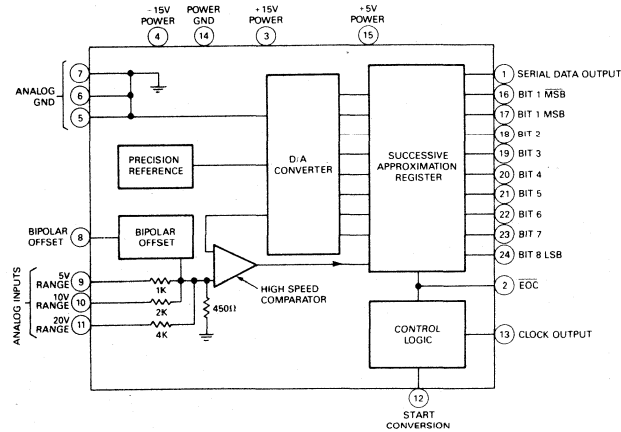 - 15V
POWER
4
POWER
GND
14
+ 15V
POWER
3
+5V
POWER
15
ANALOG
GND
7
6
5
PRECISION
REFERENCE
D/A
CONVERTER
SUCCESSIVE
APPROXIMATION
REGISTER
1 SERIAL DATA OUTPUT
16 BIT 1 MSB
17 BIT 1 MSB
18 BIT 2
19 BIT 3
20 BIT 4
21 BIT 5
22 BIT 6
23 BIT 7
24 BIT 8 LSB
2 EOC
BIPOLAR
OFFSET
8
BIPOLAR
OFFSET
ANALOG INPUTS
5V
RANGE
9
10V
RANGE
10
20V
RANGE
11
1K
2K
4K
450Ω
HIGH SPEED
COMPARATOR
CONTROL
LOGIC
13 CLOCK OUTPUT
12
START
CONVERSION